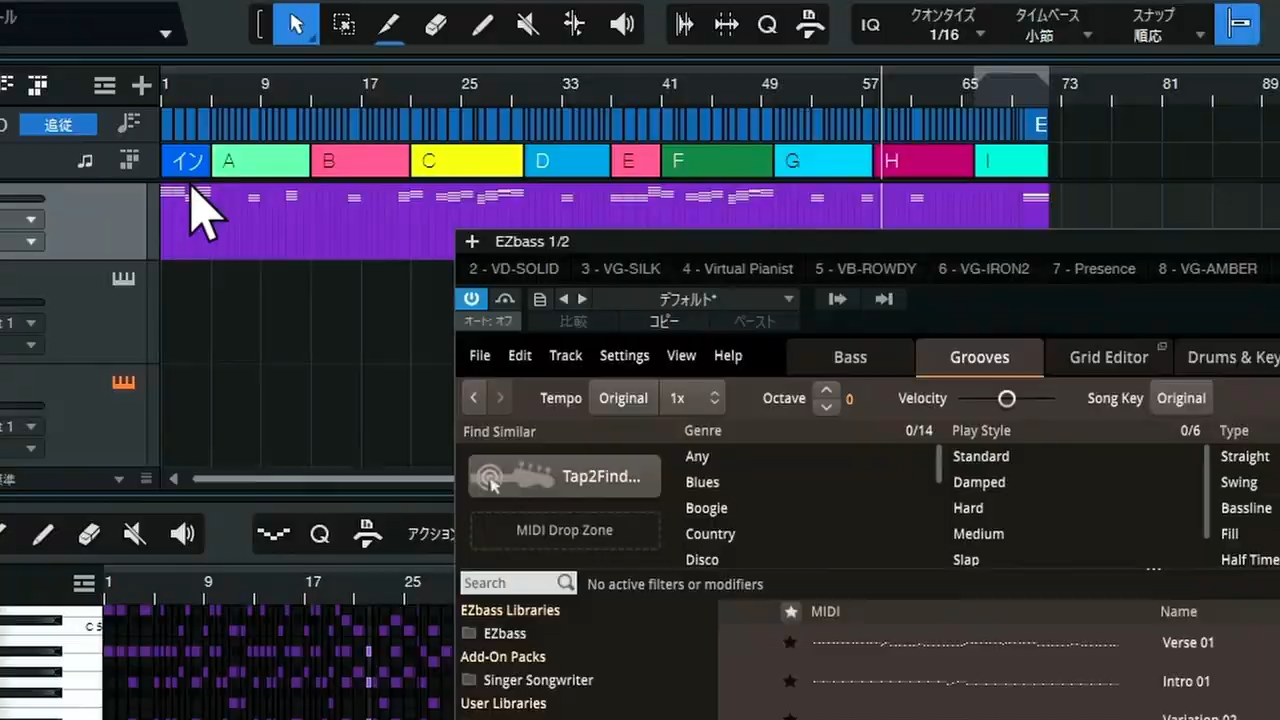 ール
IQ クオンタイズ 1/16 タイムベース 小節 スナップ 順応
1 9 17 25 33 41 49 57 65 73 81 89
追従 E
イン A B C D E F G H I
EZbass 1/2
2 - VD-SOLID 3 - VG-SILK 4 - Virtual Pianist 5 - VB-ROWDY 6 - VG-IRON2 7 - Presence 8 - VG-AMBER
デフォルト*
オート: オフ 比較 コピー ペースト
File Edit Track Settings View Help Bass Grooves Grid Editor Drums & Key
Tempo Original 1x Octave 0 Velocity Song Key Original
Find Similar Genre 0/14 Play Style 0/6 Type
Any Standard Straight
Tap2Find...
Blues Damped Swing
Boogie Hard Bassline
MIDI Drop Zone
Country Medium Fill
Disco Slap Half Time
Search No active filters or modifiers
EZbass Libraries MIDI Name
EZbass Verse 01
Add-On Packs
Singer Songwriter Intro 01
User Libraries
t 1
t 1
準
アクション
1 9 17 25
C 5